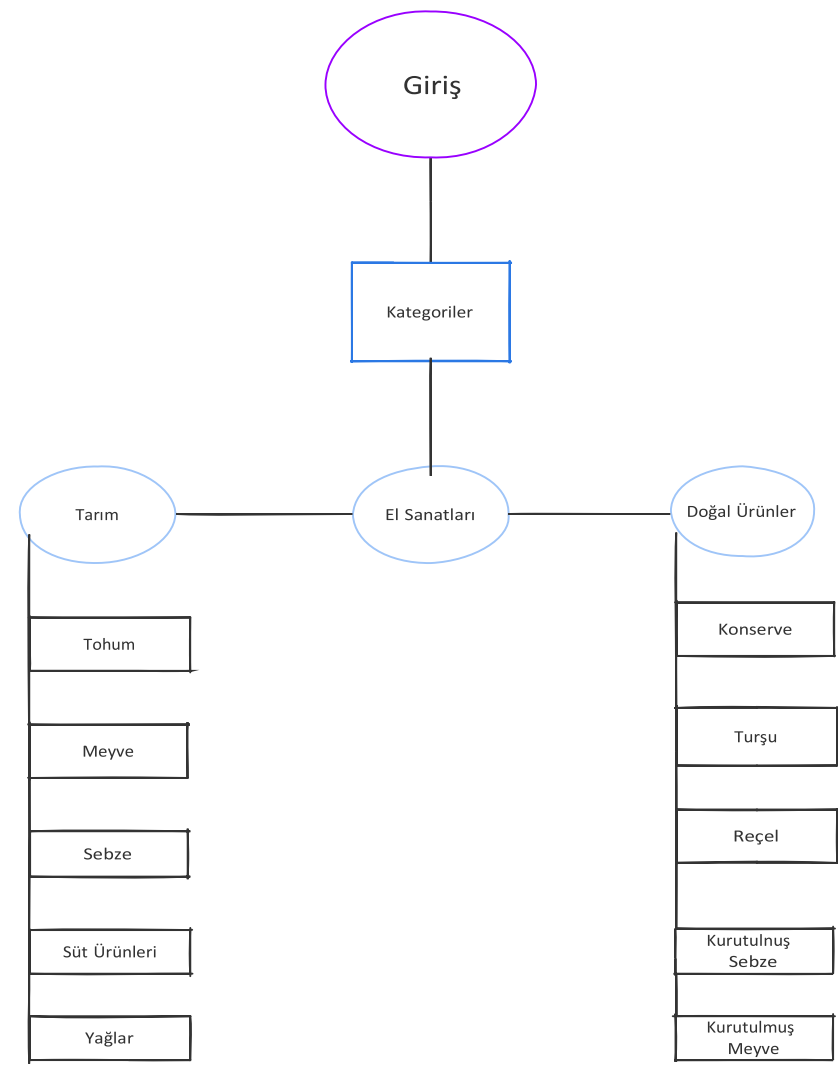 Giriş
Kategoriler
Tarım
El Sanatları
Doğal Ürünler
Tohum
Meyve
Sebze
Süt Ürünleri
Yağlar
Konserve
Turşu
Reçel
Kurutulnuş
Sebze
Kurutulmuş
Meyve